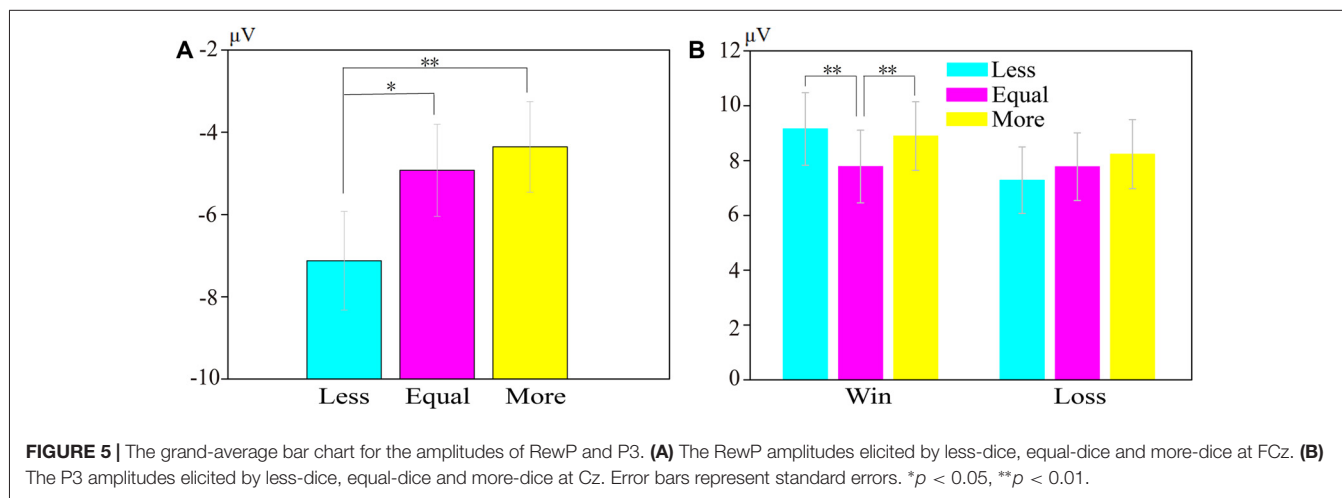 A
µV
-2
-4
-6
-8
-10
**
*
Less Equal More
B
µV
12
10
8
6
4
2
0
** **
Less
Equal
More
Win Loss
FIGURE 5 | The grand-average bar chart for the amplitudes of RewP and P3. (A) The RewP amplitudes elicited by less-dice, equal-dice and more-dice at FCz. (B)
The P3 amplitudes elicited by less-dice, equal-dice and more-dice at Cz. Error bars represent standard errors. *p < 0.05, **p < 0.01.